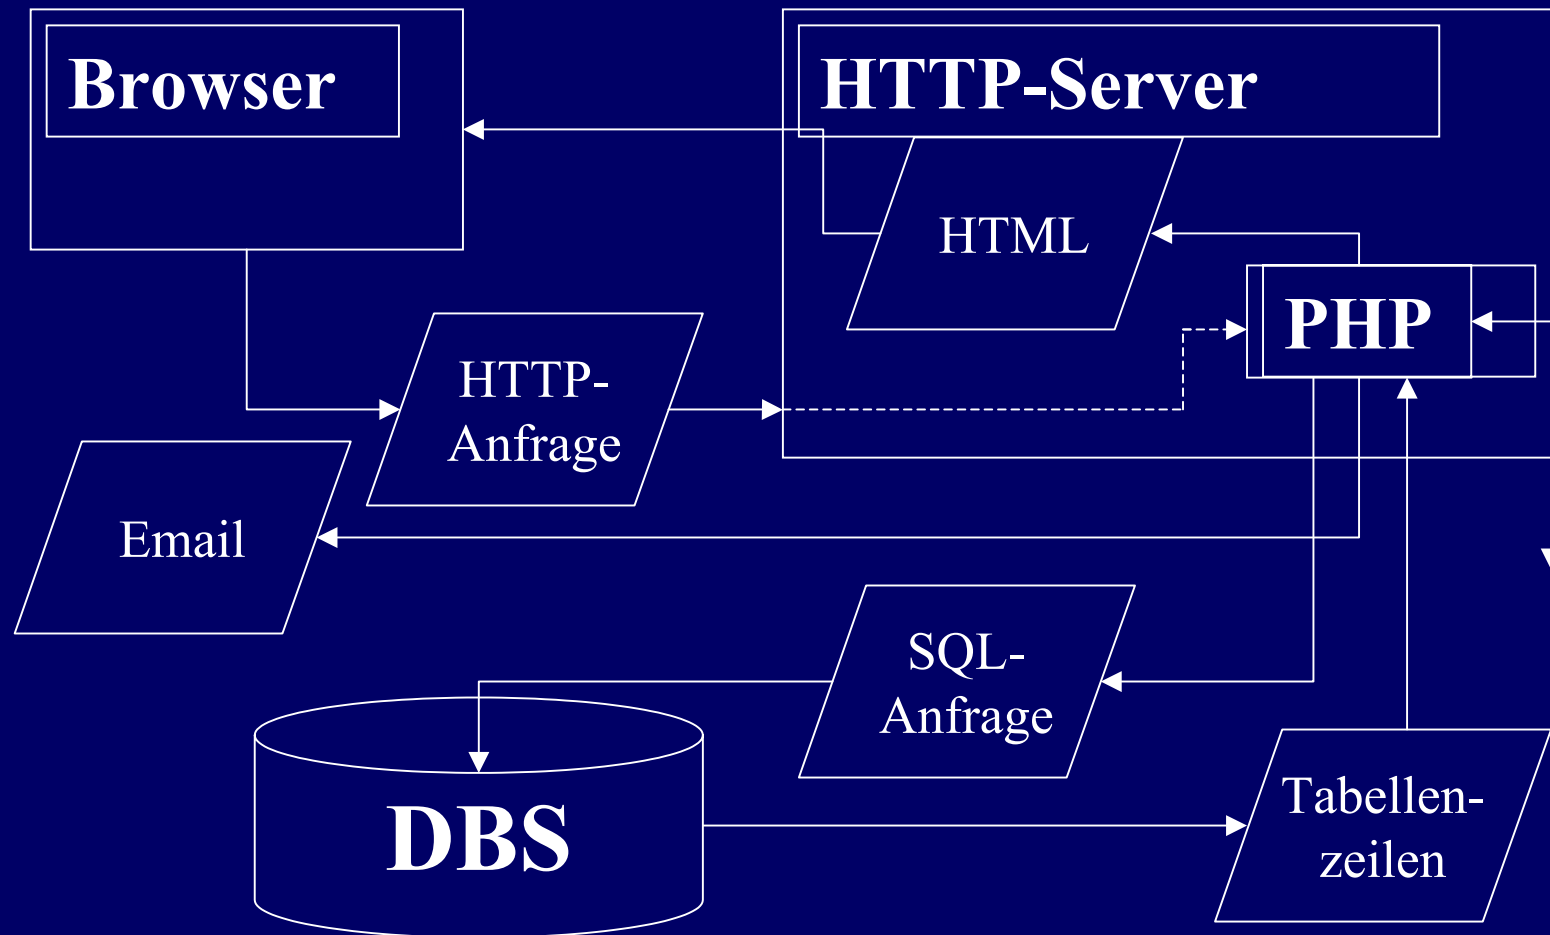 Browser
HTTP-Server
HTML
PHP
HTTP-
Anfrage
Email
SQL-
Anfrage
DBS
Tabellen-
zeilen